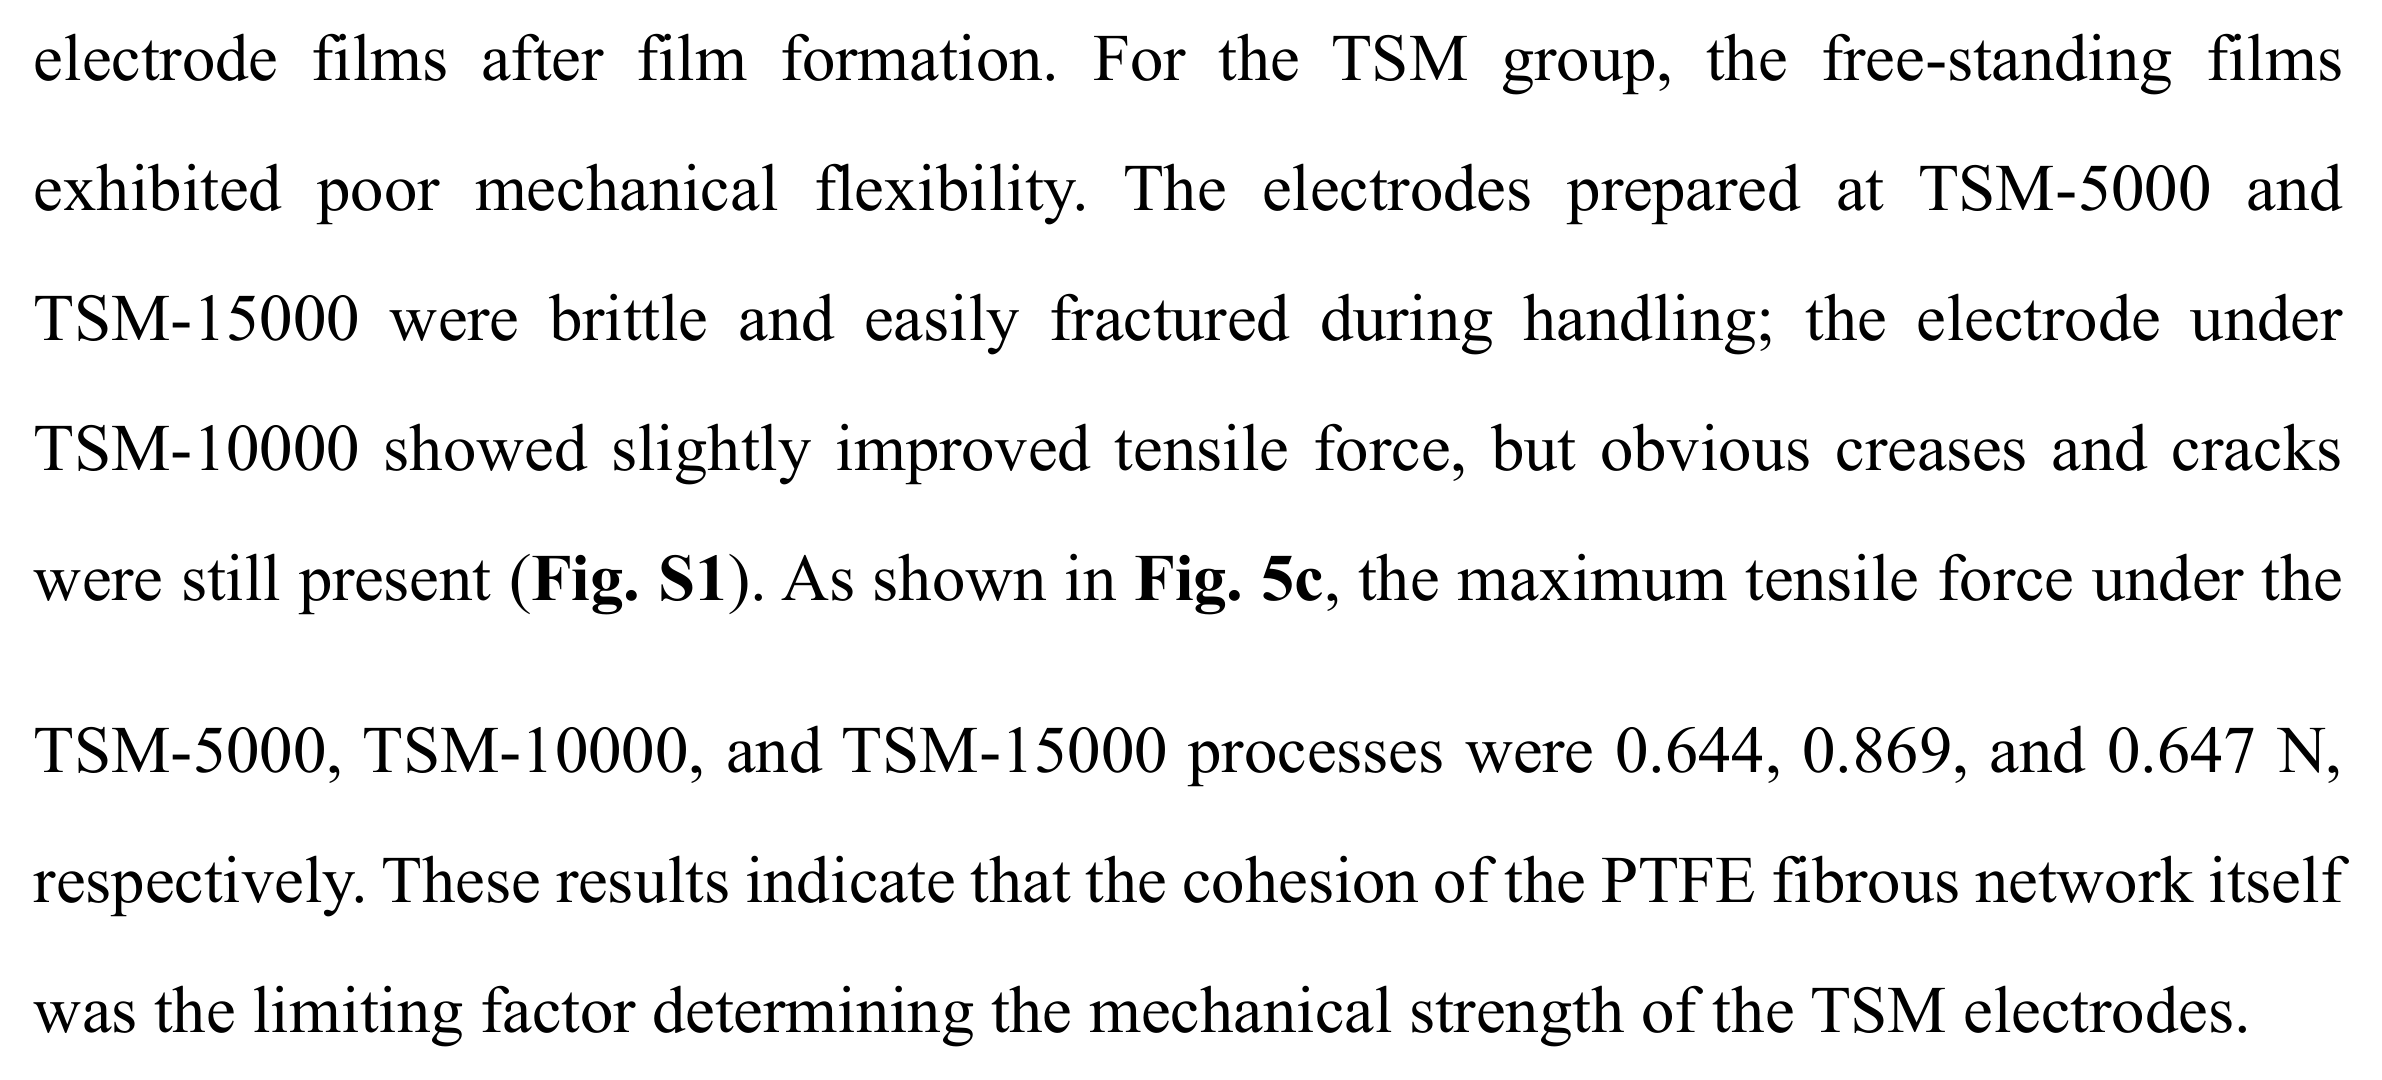 electrode films after film formation. For the TSM group, the free-standing films
exhibited poor mechanical flexibility. The electrodes prepared at TSM-5000 and
TSM-15000 were brittle and easily fractured during handling; the electrode under
TSM-10000 showed slightly improved tensile force, but obvious creases and cracks
were still present (Fig. S1). As shown in Fig. 5c, the maximum tensile force under the
TSM-5000, TSM-10000, and TSM-15000 processes were 0.644, 0.869, and 0.647 N,
respectively. These results indicate that the cohesion of the PTFE fibrous network itself
was the limiting factor determining the mechanical strength of the TSM electrodes.